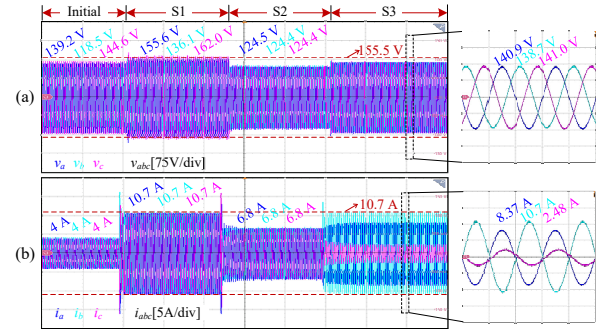 Initial S1 S2 S3
139.2 V 118.5 V 144.6 V 155.6 V 136.1 V 162.0 V 124.5 V 124.4 V 124.4 V 155.5 V 140.9 V 138.7 V 141.0 V
(a)
va vb vc vabc[75V/div]
4 A 4 A 4 A 10.7 A 10.7 A 10.7 A 6.8 A 6.8 A 6.8 A 10.7 A 8.37 A 10.7 A 2.48 A
(b)
ia ib ic iabc[5A/div]